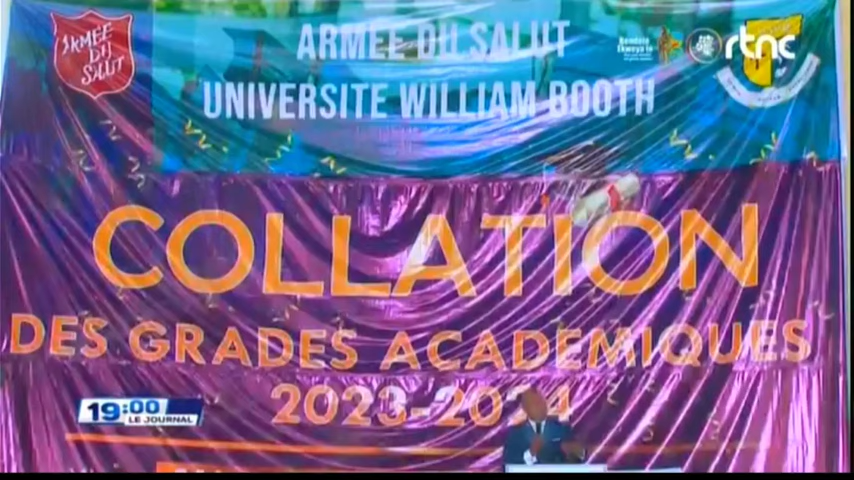 ARMÉE DU SALUT
ARMEE DU SALUT
UNIVERSITE WILLIAM BOOTH
rtnc
COLLATION
DES GRADES ACADEMIQUES
2023-2024
19:00
LE JOURNAL